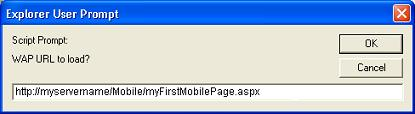 Explorer User Prompt
Script Prompt:
OK
WAP URL to load?
Cancel
http://myservername/Mobile/myFirstMobilePage.aspx